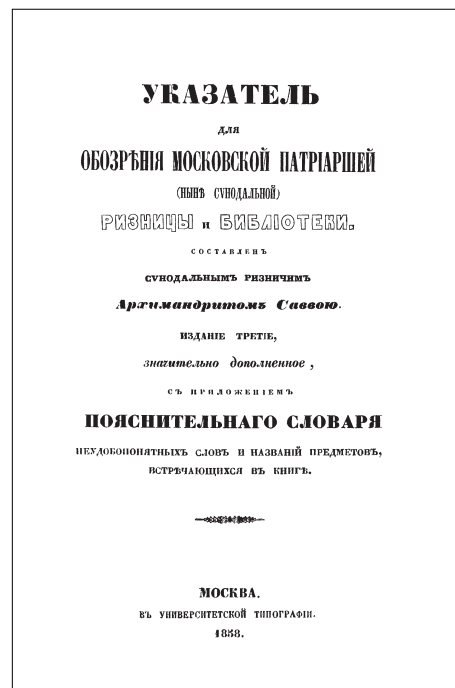 УКАЗАТЕЛЬ
ДЛЯ
ОБОЗРѢНІЯ МОСКОВСКОЙ ПАТРІАРШЕЙ
(НЫНѢ СѴНОДАЛЬНОЙ)
РИЗНИЦЫ и БИБЛІОТЕКИ.
СОСТАВЛЕНЪ
СѴНОДАЛЬНЫМЪ РИЗНИЧИМЪ
Архимандритомъ Саввою.
ИЗДАНІЕ ТРЕТІЕ,
значительно дополненное,
СЪ ПРИЛОЖЕНІЕМЪ
ПОЯСНИТЕЛЬНАГО СЛОВАРЯ
НЕУДОБОПОНЯТНЫХЪ СЛОВЪ И НАЗВАНІЙ ПРЕДМЕТОВЪ,
ВСТРѢЧАЮЩИХСЯ ВЪ КНИГѢ.
МОСКВА.
ВЪ УНИВЕРСИТЕТСКОЙ ТИПОГРАФІИ.
1858.